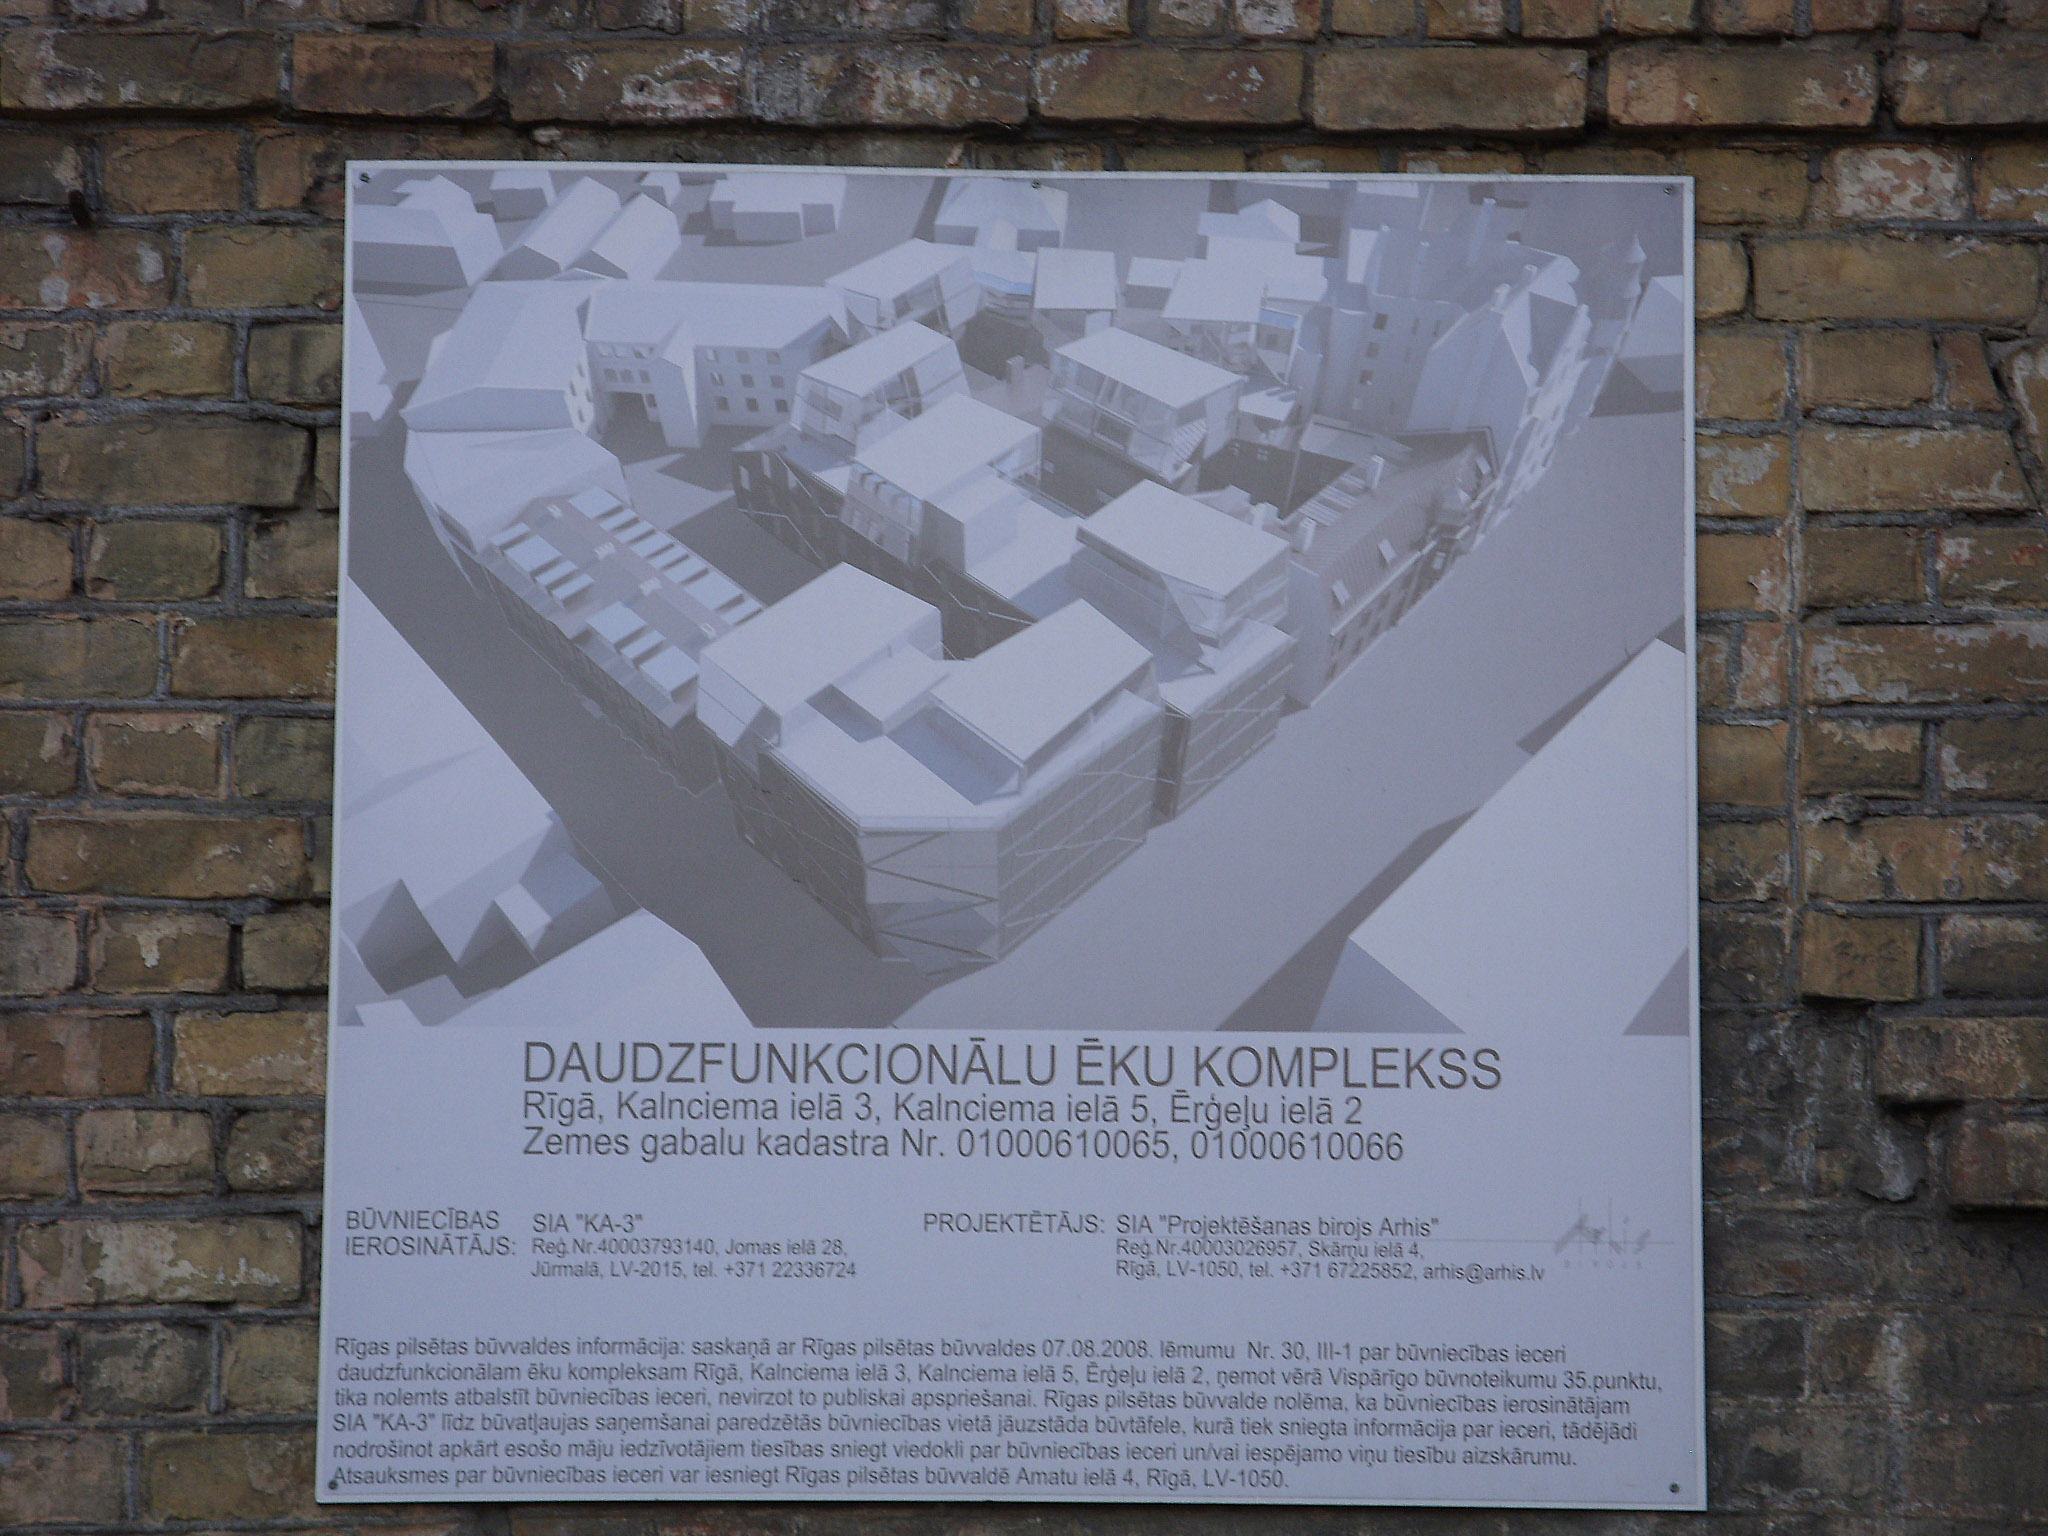 DAUDZFUNKCIONĀLU ĒKU KOMPLEKSS
Rīgā, Kalnciema ielā 3, Kalnciema ielā 5, Ērģeļu ielā 2
Zemes gabalu kadastra Nr. 01000610065, 01000610066
BŪVNIECĪBAS
IEROSINĀTĀJS:
SIA "KA-3"
Reģ.Nr.40003793140, Jomas ielā 28,
Jūrmalā, LV-2015, tel. +371 22336724
PROJEKTĒTĀJS:
SIA "Projektēšanas birojs Arhis"
Reģ.Nr.40003026957, Skārņu ielā 4,
Rīgā, LV-1050, tel. +371 67225852, arhis@arhis.lv
Arhis
BIROJS
Rīgas pilsētas būvvaldes informācija: saskaņā ar Rīgas pilsētas būvvaldes 07.08.2008. lēmumu Nr. 30, III-1 par būvniecības ieceri
daudzfunkcionālam ēku kompleksam Rīgā, Kalnciema ielā 3, Kalnciema ielā 5, Ērģeļu ielā 2, ņemot vērā Vispārīgo būvnoteikumu 35.punktu,
tika nolemts atbalstīt būvniecības ieceri, nevirzot to publiskai apspriešanai. Rīgas pilsētas būvvalde nolēma, ka būvniecības ierosinātājam
SIA "KA-3" līdz būvatļaujas saņemšanai paredzētās būvniecības vietā jāuzstāda būvtāfele, kurā tiek sniegta informācija par ieceri, tādējādi
nodrošinot apkārt esošo māju iedzīvotājiem tiesības sniegt viedokli par būvniecības ieceri un/vai iespējamo viņu tiesību aizskārumu.
Atsauksmes par būvniecības ieceri var iesniegt Rīgas pilsētas būvvaldē Amatu ielā 4, Rīgā, LV-1050.